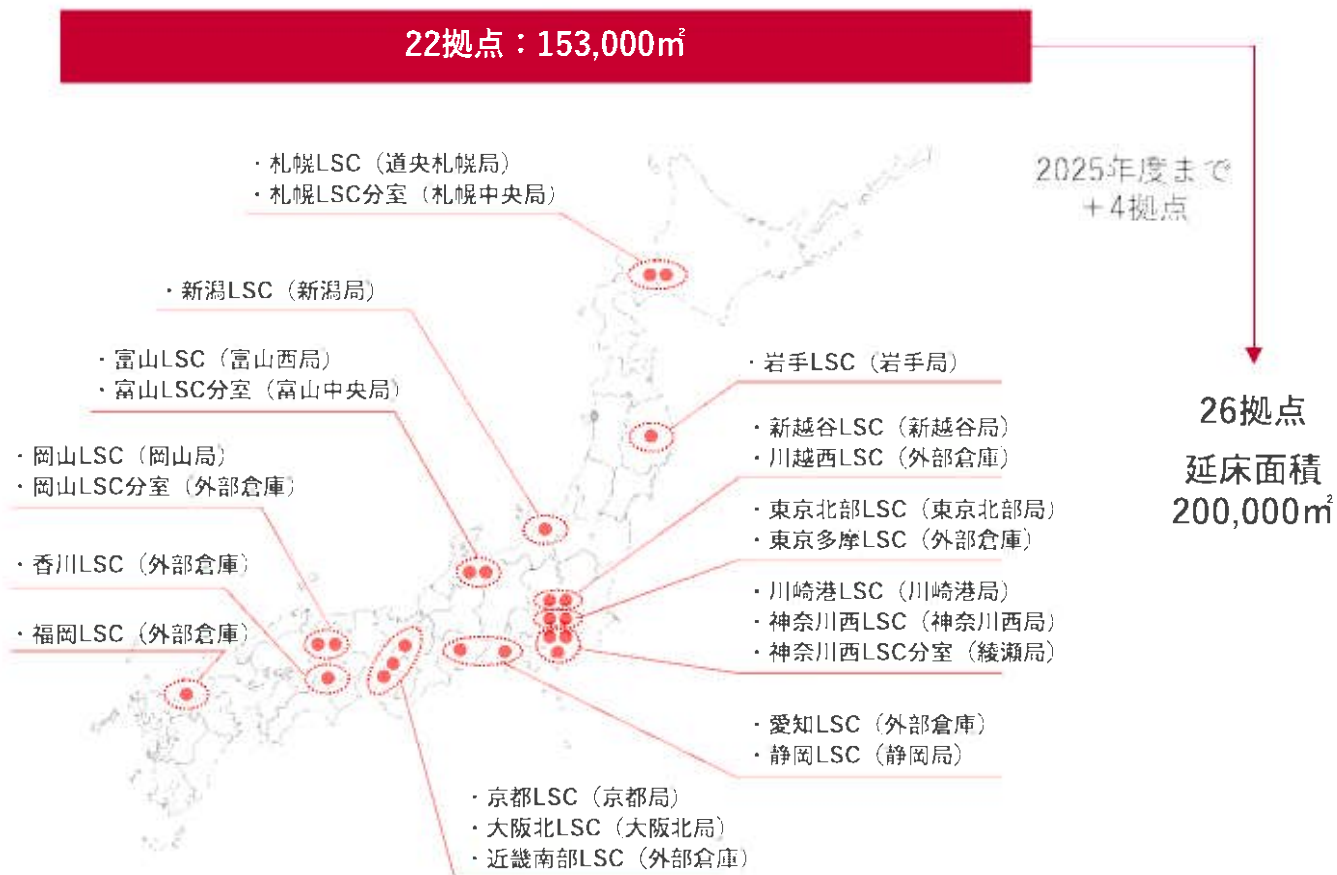 22拠点：153,000㎡
2025年度まで
＋4拠点
26拠点
延床面積
200,000㎡
・札幌LSC（道央札幌局）
・札幌LSC分室（札幌中央局）
・新潟LSC（新潟局）
・富山LSC（富山西局）
・富山LSC分室（富山中央局）
・岡山LSC（岡山局）
・岡山LSC分室（外部倉庫）
・香川LSC（外部倉庫）
・福岡LSC（外部倉庫）
・岩手LSC（岩手局）
・新越谷LSC（新越谷局）
・川越西LSC（外部倉庫）
・東京北部LSC（東京北部局）
・東京多摩LSC（外部倉庫）
・川崎港LSC（川崎港局）
・神奈川西LSC（神奈川西局）
・神奈川西LSC分室（綾瀬局）
・愛知LSC（外部倉庫）
・静岡LSC（静岡局）
・京都LSC（京都局）
・大阪北LSC（大阪北局）
・近畿南部LSC（外部倉庫）